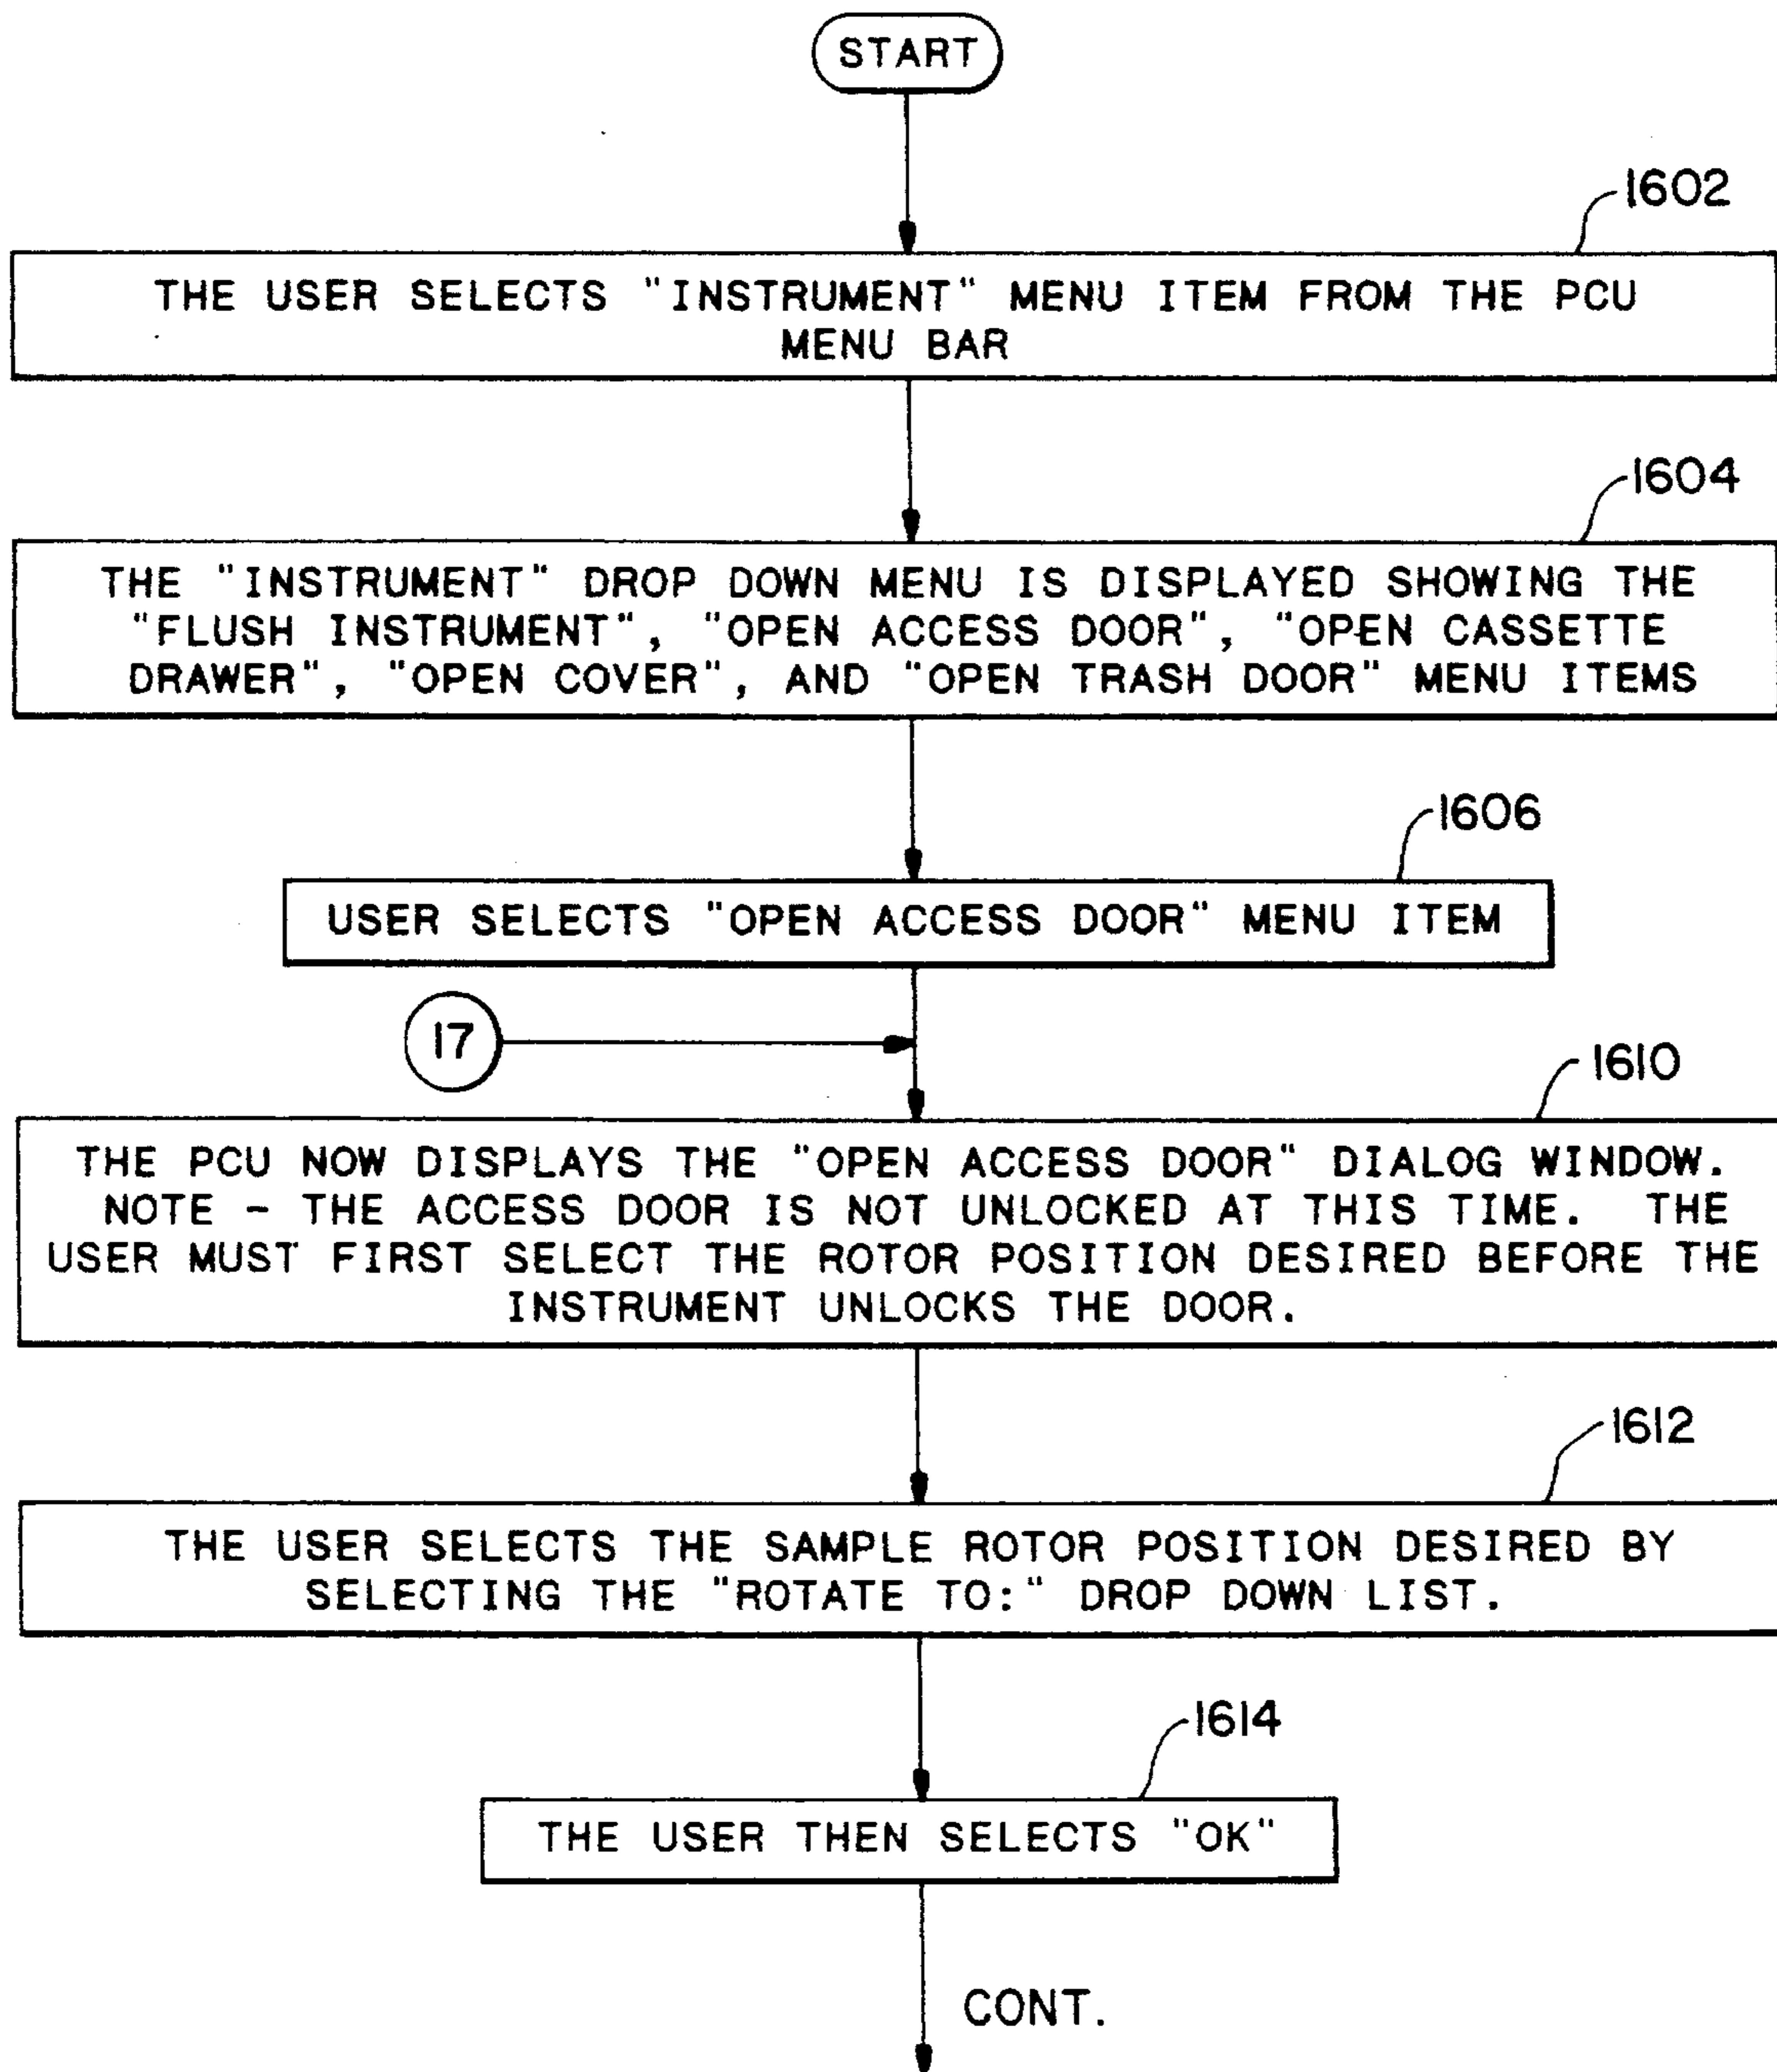 START
1602
THE USER SELECTS "INSTRUMENT" MENU ITEM FROM THE PCU
MENU BAR
1604
THE "INSTRUMENT" DROP DOWN MENU IS DISPLAYED SHOWING THE
"FLUSH INSTRUMENT", "OPEN ACCESS DOOR", "OPEN CASSETTE
DRAWER", "OPEN COVER", AND "OPEN TRASH DOOR" MENU ITEMS
1606
USER SELECTS "OPEN ACCESS DOOR" MENU ITEM
17
1610
THE PCU NOW DISPLAYS THE "OPEN ACCESS DOOR" DIALOG WINDOW.
NOTE - THE ACCESS DOOR IS NOT UNLOCKED AT THIS TIME. THE
USER MUST FIRST SELECT THE ROTOR POSITION DESIRED BEFORE THE
INSTRUMENT UNLOCKS THE DOOR.
1612
THE USER SELECTS THE SAMPLE ROTOR POSITION DESIRED BY
SELECTING THE "ROTATE TO:" DROP DOWN LIST.
1614
THE USER THEN SELECTS "OK"
CONT.